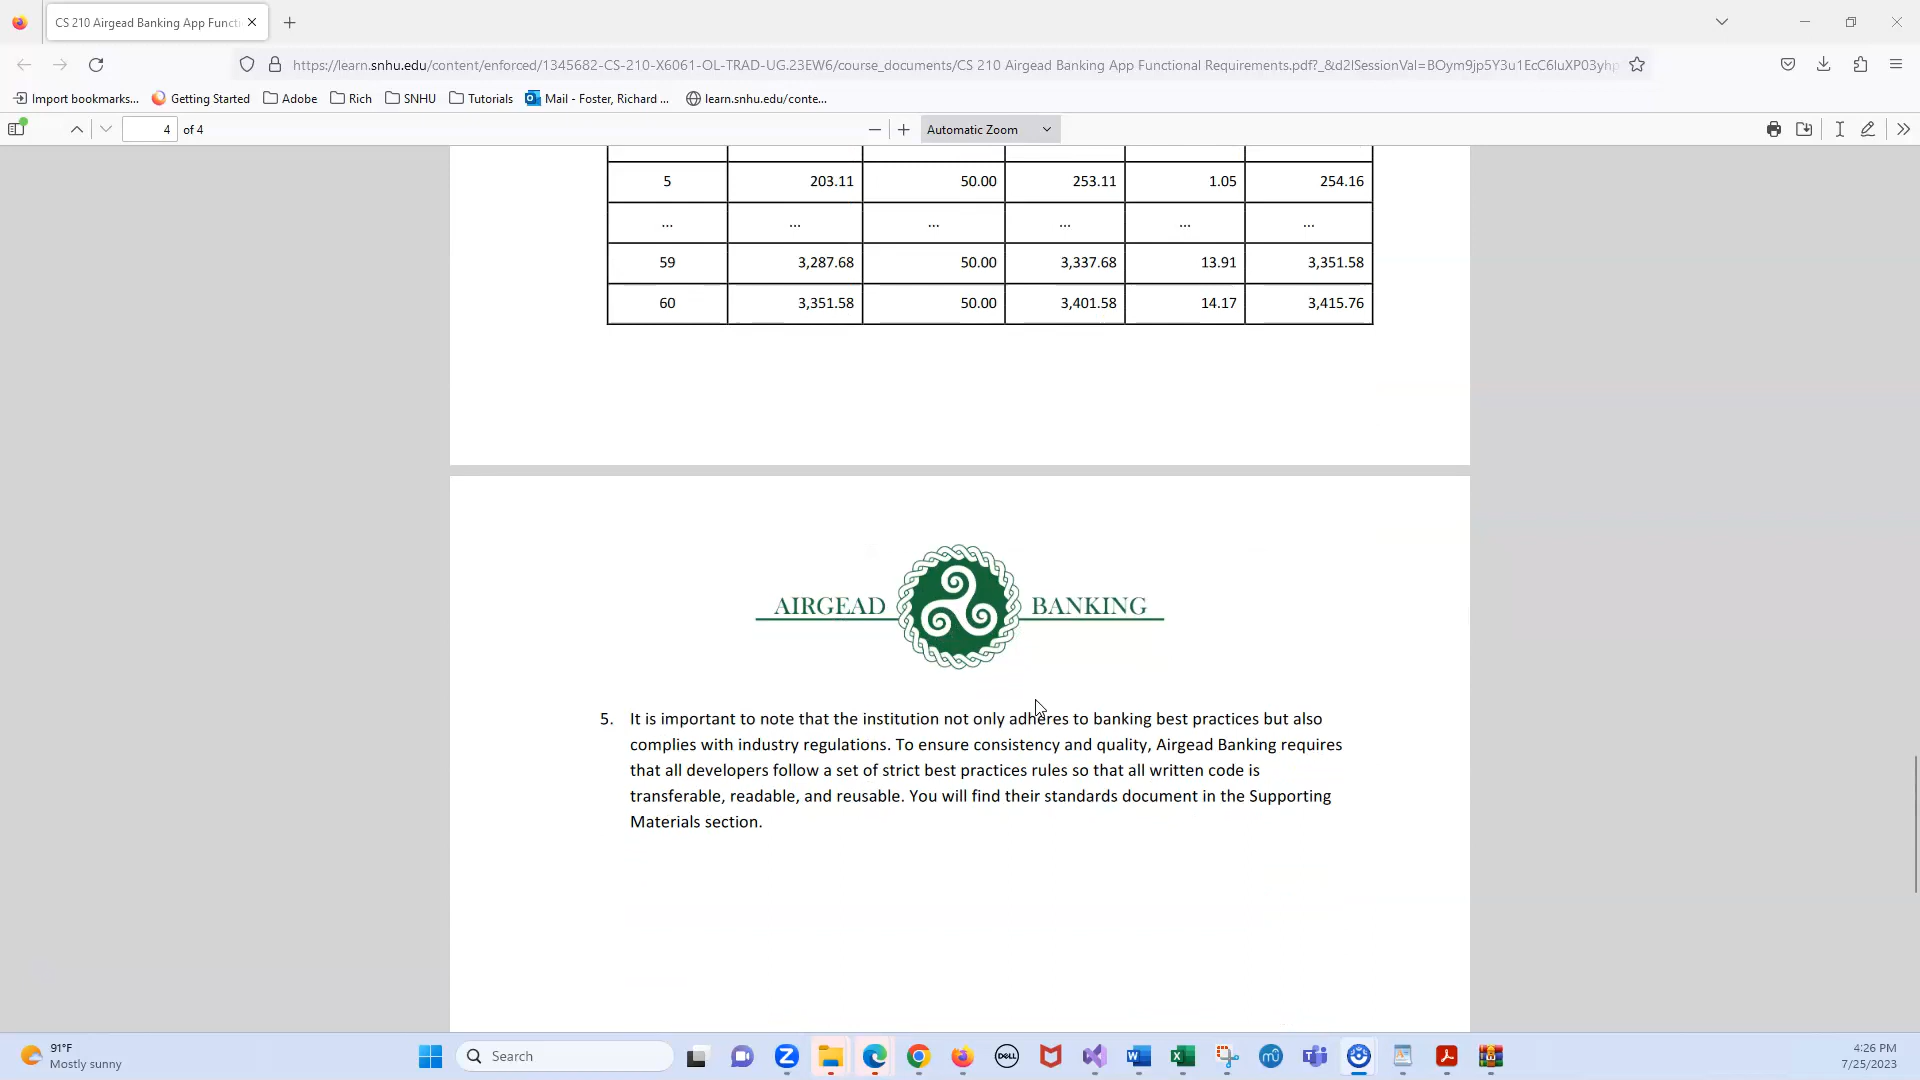 CS 210 Airgead Banking App Functi
https://learn.snhu.edu/content/enforced/1345682-CS-210-X6061-OL-TRAD-UG.23EW6/course_documents/CS 210 Airgead Banking App Functional Requirements.pdf?_&d2lSessionVal=BOym9jp5Y3u1EcC6luXP03yhp
Import bookmarks... Getting Started Adobe Rich SNHU Tutorials Mail - Foster, Richard ... learn.snhu.edu/conte...
4 of 4 Automatic Zoom
5 203.11 50.00 253.11 1.05 254.16
... ... ... ... ... ...
59 3,287.68 50.00 3,337.68 13.91 3,351.58
60 3,351.58 50.00 3,401.58 14.17 3,415.76
AIRGEAD BANKING
5. It is important to note that the institution not only adheres to banking best practices but also
complies with industry regulations. To ensure consistency and quality, Airgead Banking requires
that all developers follow a set of strict best practices rules so that all written code is
transferable, readable, and reusable. You will find their standards document in the Supporting
Materials section.
91°F
Mostly sunny
Search
DELL
4:26 PM
7/25/2023